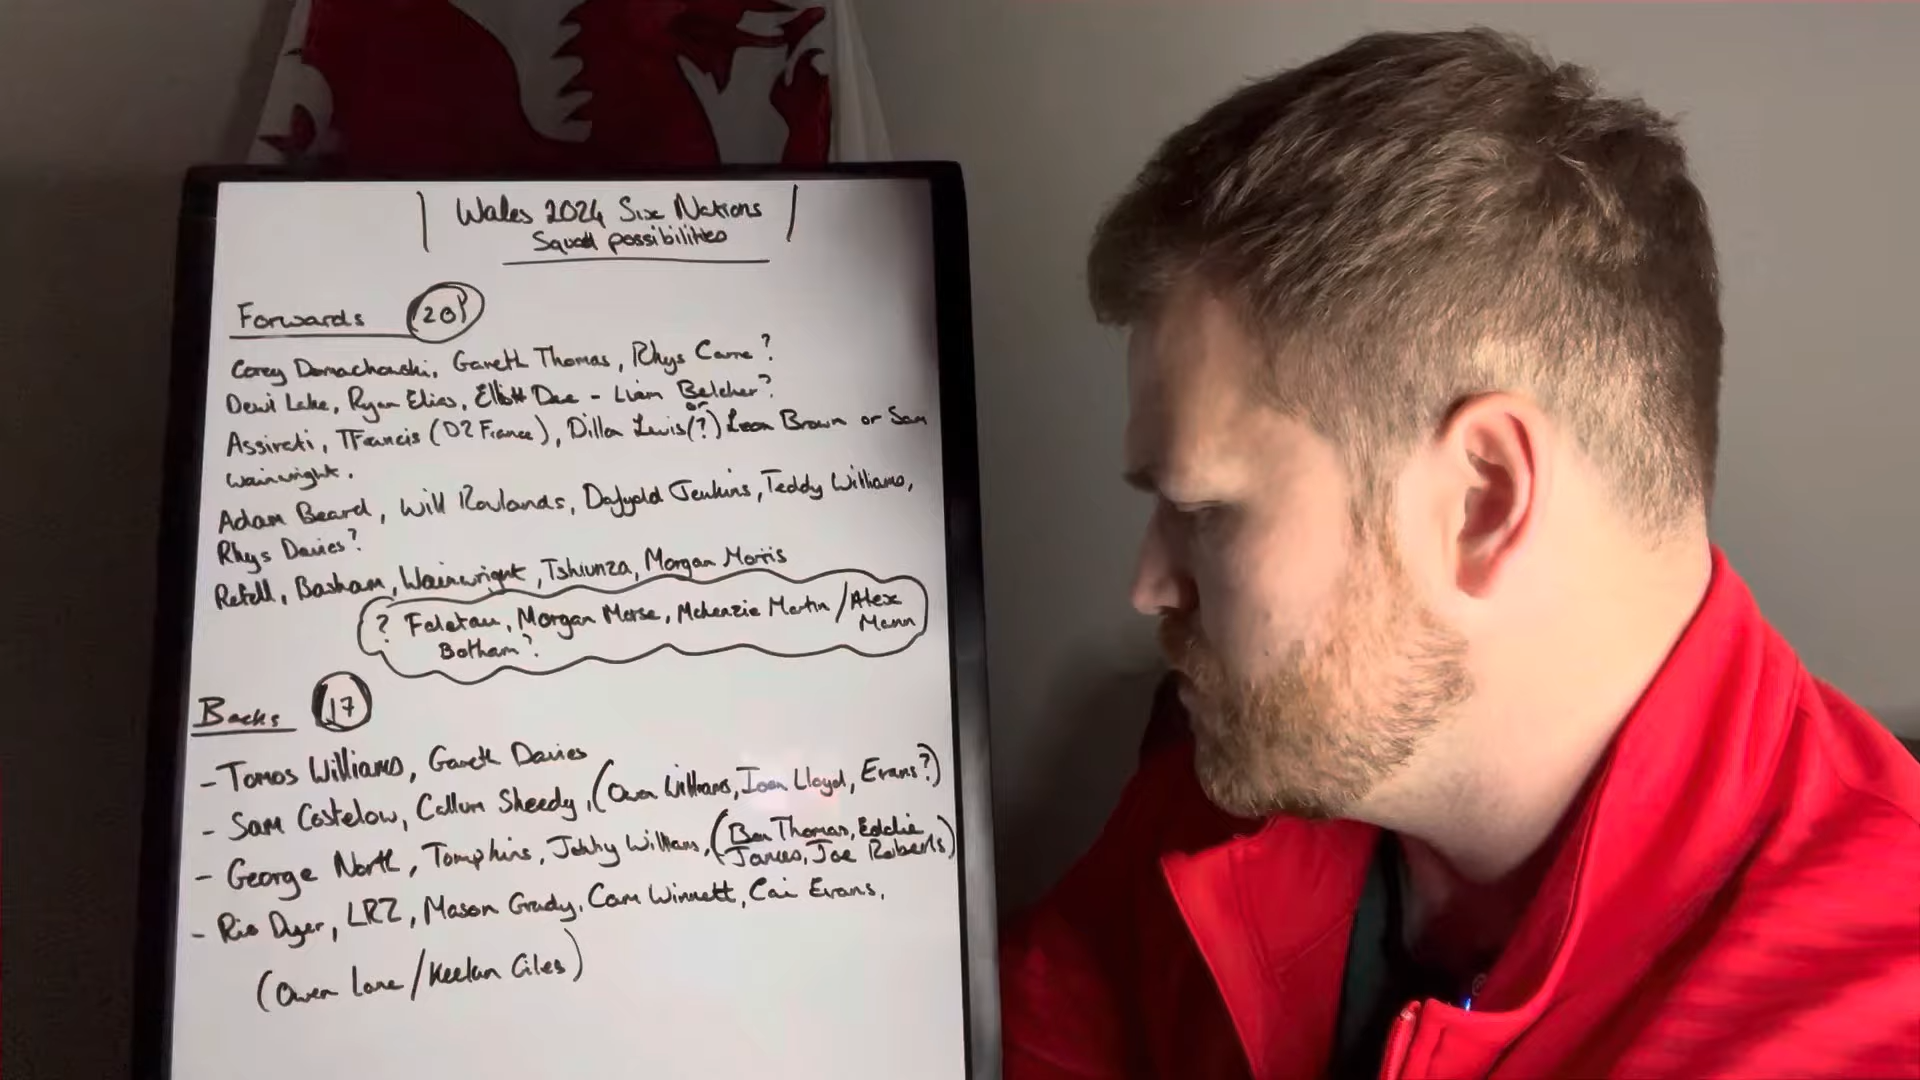 Wales 2024 Six Nations
Squad possibilities
Forwards 20
Corey Domachowski, Gareth Thomas, Rhys Carre?
Dewi Lake, Ryan Elias, Elliott Dee - Liam Belcher?
or
Assirati, TFrancis (D2 France), Dillon Lewis(?) Leon Brown or Sam
Wainwright.
Adam Beard, Will Rowlands, Dafydd Jenkins, Teddy Williams,
Rhys Davies?
Refell, Basham, Wainwright, Tshiunza, Morgan Morris
? Faletau, Morgan Morse, Mckenzie Martin / Alex
Mann
Botham?
Backs 17
- Tomos Williams, Gareth Davies
- Sam Costelow, Callum Sheedy, (Owen Williams, Ioan Lloyd, Evans?)
- George North, Tompkins, Johnny Williams, (Ben Thomas, Eddie
James, Joe Roberts)
- Rio Dyer, LRZ, Mason Grady, Cam Winnett, Cai Evans,
(Owen Lane / Keelan Giles)